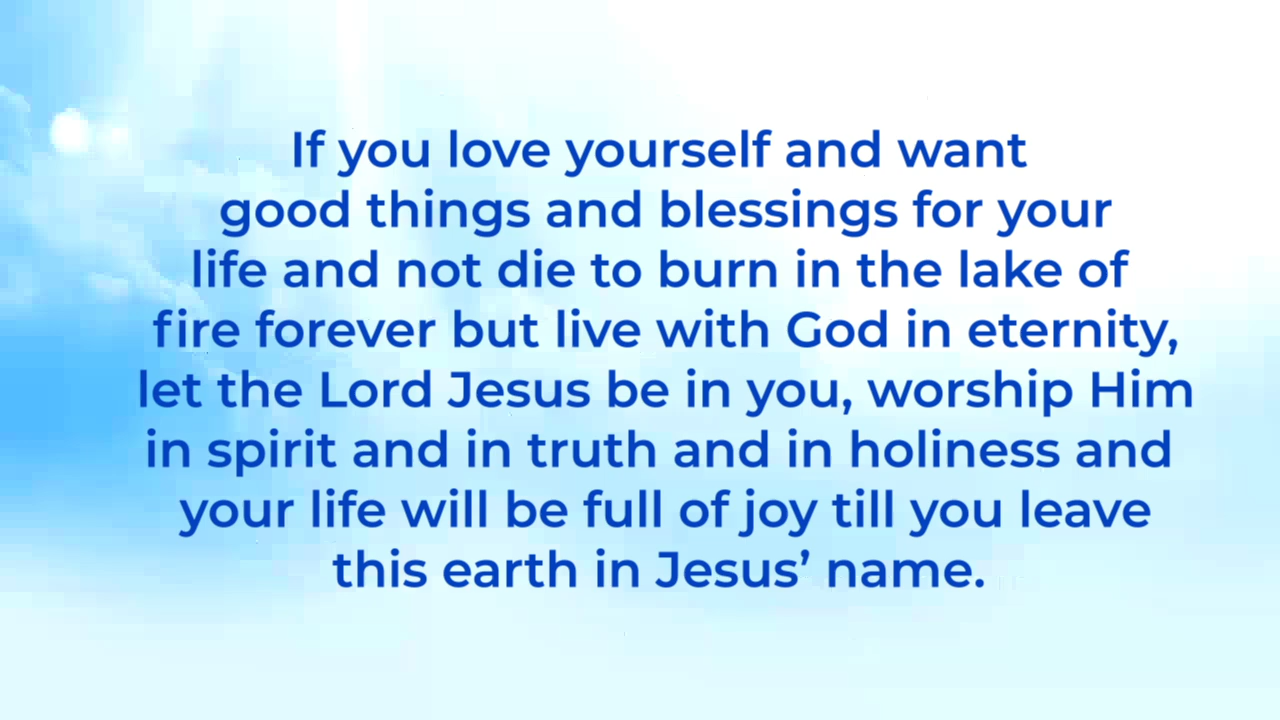 If you love yourself and want
good things and blessings for your
life and not die to burn in the lake of
fire forever but live with God in eternity,
let the Lord Jesus be in you, worship Him
in spirit and in truth and in holiness and
your life will be full of joy till you leave
this earth in Jesus’ name.